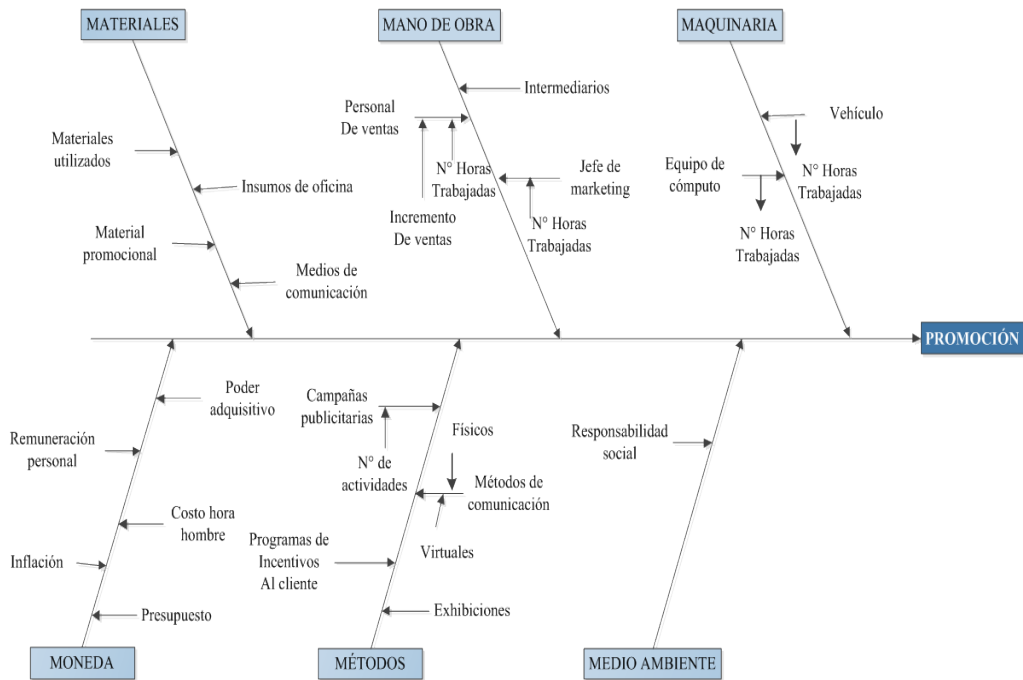 MATERIALES
MANO DE OBRA
MAQUINARIA
Materiales
utilizados
Insumos de oficina
Material
promocional
Medios de
comunicación
Intermediarios
Personal
De ventas
N° Horas
Trabajadas
Incremento
De ventas
Jefe de
marketing
N° Horas
Trabajadas
Vehículo
N° Horas
Trabajadas
Equipo de
cómputo
N° Horas
Trabajadas
PROMOCIÓN
Poder
adquisitivo
Remuneración
personal
Costo hora
hombre
Inflación
Presupuesto
Campañas
publicitarias
N° de
actividades
Físicos
Métodos de
comunicación
Virtuales
Programas de
Incentivos
Al cliente
Exhibiciones
Responsabilidad
social
MONEDA
MÉTODOS
MEDIO AMBIENTE